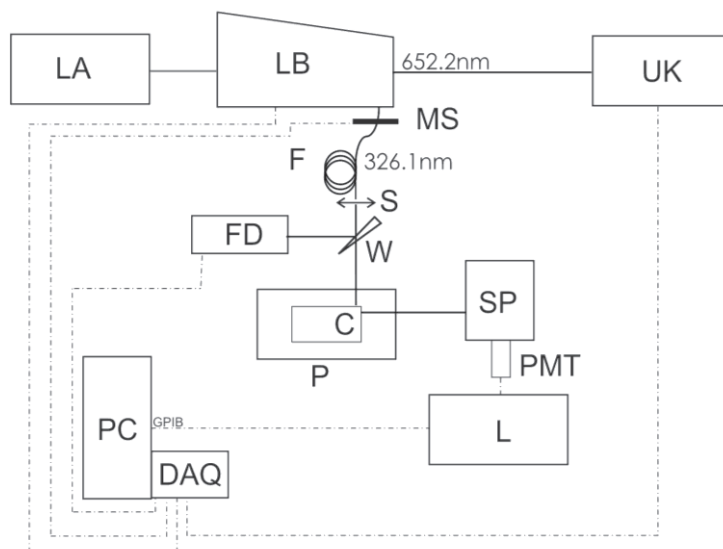 LA
LB
652.2nm
UK
MS
F
326.1nm
S
FD
W
SP
C
P
PMT
PC
GPIB
L
DAQ